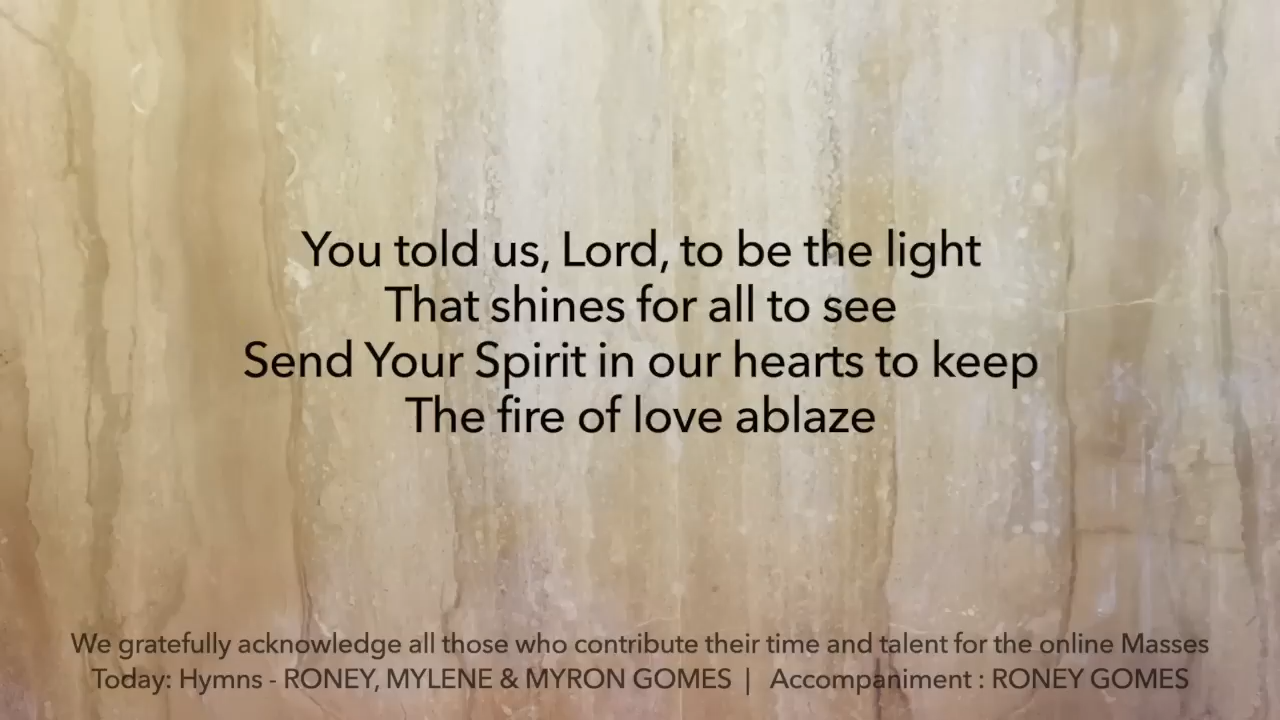 You told us, Lord, to be the light
That shines for all to see
Send Your Spirit in our hearts to keep
The fire of love ablaze
We gratefully acknowledge all those who contribute their time and talent for the online Masses
Today: Hymns - RONEY, MYLENE & MYRON GOMES | Accompaniment : RONEY GOMES